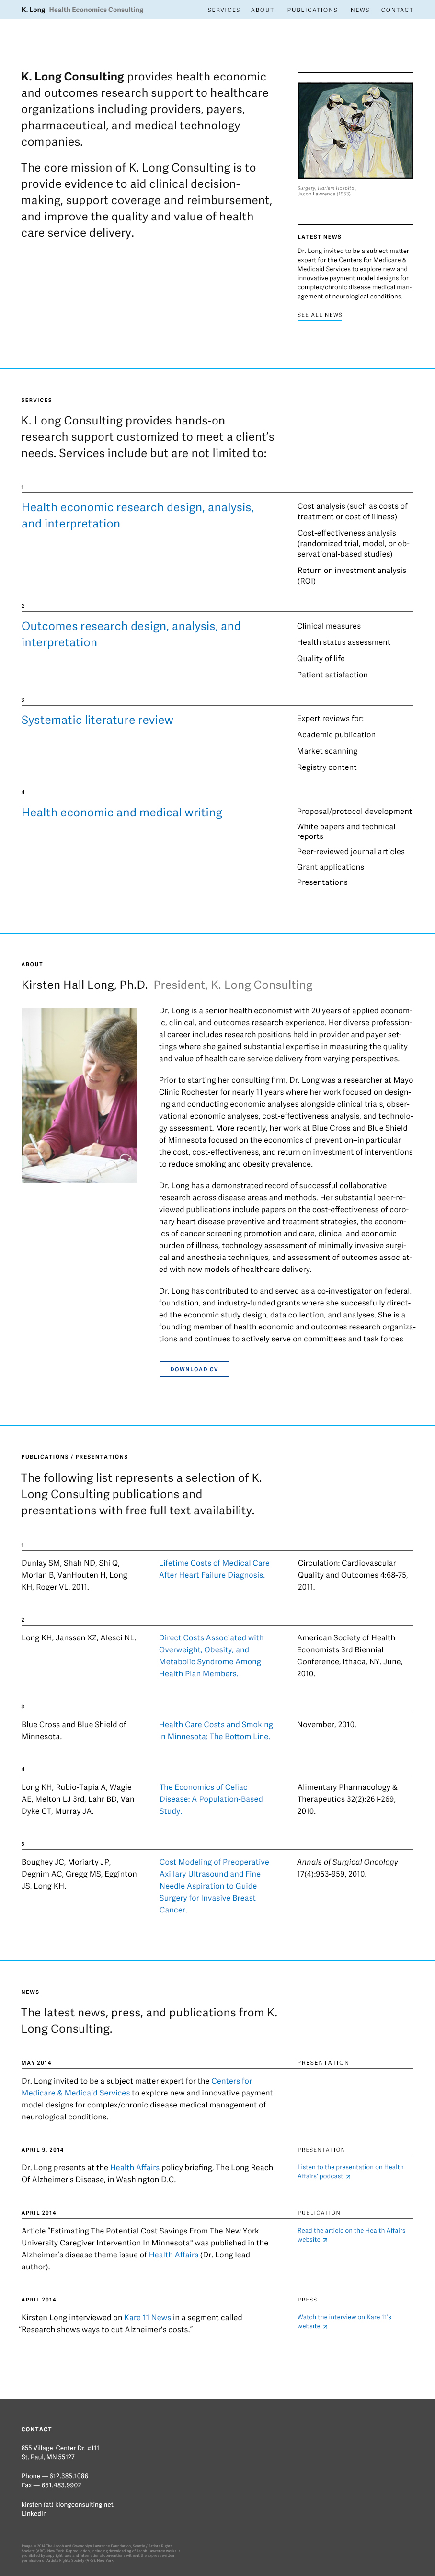 K. Long Health Economics Consulting
SERVICES ABOUT PUBLICATIONS NEWS CONTACT
K. Long Consulting provides health economic
and outcomes research support to healthcare
organizations including providers, payers,
pharmaceutical, and medical technology
companies.
The core mission of K. Long Consulting is to
provide evidence to aid clinical decision-
making, support coverage and reimbursement,
and improve the quality and value of health
care service delivery.
Surgery, Harlem Hospital,
Jacob Lawrence (1953)
LATEST NEWS
Dr. Long invited to be a subject matter
expert for the Centers for Medicare &
Medicaid Services to explore new and
innovative payment model designs for
complex/chronic disease medical man-
agement of neurological conditions.
SEE ALL NEWS
SERVICES
K. Long Consulting provides hands-on
research support customized to meet a client's
needs. Services include but are not limited to:
1
Health economic research design, analysis,
and interpretation
Cost analysis (such as costs of
treatment or cost of illness)
Cost-effectiveness analysis
(randomized trial, model, or ob-
servational-based studies)
Return on investment analysis
(ROI)
2
Outcomes research design, analysis, and
interpretation
Clinical measures
Health status assessment
Quality of life
Patient satisfaction
3
Systematic literature review
Expert reviews for:
Academic publication
Market scanning
Registry content
4
Health economic and medical writing
Proposal/protocol development
White papers and technical
reports
Peer-reviewed journal articles
Grant applications
Presentations
ABOUT
Kirsten Hall Long, Ph.D. President, K. Long Consulting
Dr. Long is a senior health economist with 20 years of applied econom-
ic, clinical, and outcomes research experience. Her diverse profession-
al career includes research positions held in provider and payer set-
tings where she gained substantial expertise in measuring the quality
and value of health care service delivery from varying perspectives.
Prior to starting her consulting firm, Dr. Long was a researcher at Mayo
Clinic Rochester for nearly 11 years where her work focused on design-
ing and conducting economic analyses alongside clinical trials, obser-
vational economic analyses, cost-effectiveness analysis, and technolo-
gy assessment. More recently, her work at Blue Cross and Blue Shield
of Minnesota focused on the economics of prevention–in particular
the cost, cost-effectiveness, and return on investment of interventions
to reduce smoking and obesity prevalence.
Dr. Long has a demonstrated record of successful collaborative
research across disease areas and methods. Her substantial peer-re-
viewed publications include papers on the cost-effectiveness of coro-
nary heart disease preventive and treatment strategies, the econom-
ics of cancer screening, primary care, clinical and economic
burden of illness, technology assessment of minimally invasive surgi-
cal and anesthesia techniques, and assessment of outcomes associat-
ed with new models of healthcare delivery.
Dr. Long has contributed to and served as a co-investigator on federal,
foundation, and industry-funded grants where she successfully direct-
ed the economic study design, data collection, and analyses. She is a
founding member of health economic and outcomes research organiza-
tions and continues to actively serve on committees and task forces
DOWNLOAD CV
PUBLICATIONS / PRESENTATIONS
The following list represents a selection of K.
Long Consulting publications and
presentations with free full text availability.
1
Dunlay SM, Shah ND, Shi Q,
Morlan B, VanHouten H, Long
KH, Roger VL. 2011.
Lifetime Costs of Medical Care
After Heart Failure Diagnosis.
Circulation: Cardiovascular
Quality and Outcomes 4:68-75,
2011.
2
Long KH, Janssen XZ, Alesci NL.
Direct Costs Associated with
Overweight, Obesity, and
Metabolic Syndrome Among
Health Plan Members.
American Society of Health
Economists 3rd Biennial
Conference, Ithaca, NY. June,
2010.
3
Blue Cross and Blue Shield of
Minnesota.
Health Care Costs and Smoking
in Minnesota: The Bottom Line.
November, 2010.
4
Long KH, Rubio-Tapia A, Wagie
AE, Melton LJ 3rd, Lahr BD, Van
Dyke CT, Murray JA.
The Economics of Celiac
Disease: A Population-Based
Study.
Alimentary Pharmacology &
Therapeutics 32(2):261-269,
2010.
5
Boughey JC, Moriarty JP,
Degnim AC, Gregg MS, Egginton
JS, Long KH.
Cost Modeling of Preoperative
Axillary Ultrasound and Fine
Needle Aspiration to Guide
Surgery for Invasive Breast
Cancer.
Annals of Surgical Oncology
17(4):953-959, 2010.
NEWS
The latest news, press, and publications from K.
Long Consulting.
MAY 2014
PRESENTATION
Dr. Long invited to be a subject matter expert for the Centers for
Medicare & Medicaid Services to explore new and innovative payment
model designs for complex/chronic disease medical management of
neurological conditions.
APRIL 9, 2014
PRESENTATION
Dr. Long presents at the Health Affairs policy briefing, The Long Reach
Of Alzheimer's Disease, in Washington D.C.
Listen to the presentation on Health
Affairs' podcast
APRIL 2014
PUBLICATION
Article "Estimating The Potential Cost Savings From The New York
University Caregiver Intervention In Minnesota" was published in the
Alzheimer's disease theme issue of Health Affairs (Dr. Long lead
author).
Read the article on the Health Affairs
website
APRIL 2014
PRESS
Kirsten Long interviewed on Kare 11 News in a segment called
"Research shows ways to cut Alzheimer's costs."
Watch the interview on Kare 11's
website
CONTACT
855 Village Center Dr. #111
St. Paul, MN 55127
Phone — 612.385.1086
Fax — 651.483.9902
kirsten (at) klongconsulting.net
LinkedIn